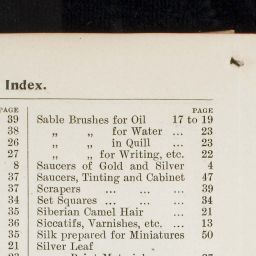 Index.
PAGE PAGE
39 Sable Brushes for Oil 17 to 19
38 „ „ for Water ... 23
26 „ „ in Quill ... 23
27 „ „ for Writing, etc. 22
8 Saucers of Gold and Silver 4
37 Saucers, Tinting and Cabinet 47
37 Scrapers ... ... ... 39
34 Set Squares ... ... ... 34
35 Siberian Camel Hair ... 21
36 Siccatifs, Varnishes, etc. ... 13
35 Silk prepared for Miniatures 50
21 Silver Leaf